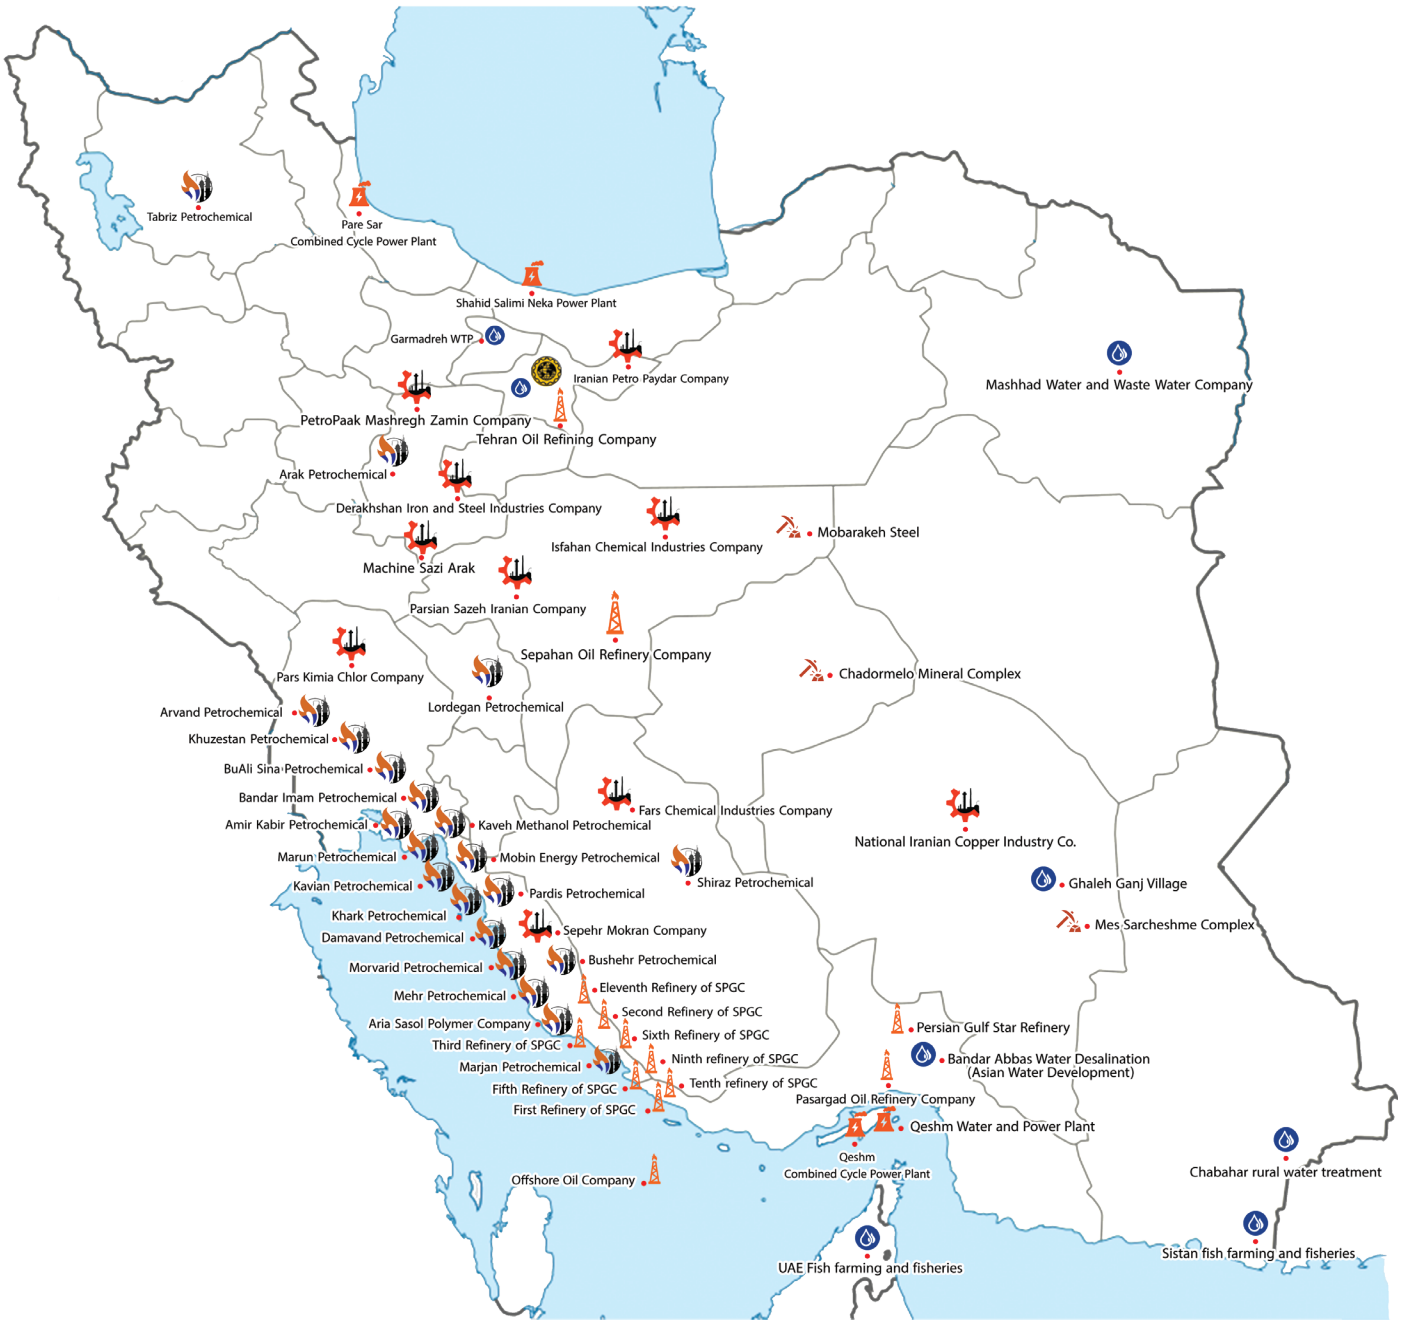 Tabriz Petrochemical
Pare Sar
Combined Cycle Power Plant
Shahid Salimi Neka Power Plant
Garmadreh WTP
Iranian Petro Paydar Company
Mashhad Water and Waste Water Company
PetroPaak Mashregh Zamin Company
Tehran Oil Refining Company
Arak Petrochemical
Derakhshan Iron and Steel Industries Company
Mobarakeh Steel
Isfahan Chemical Industries Company
Machine Sazi Arak
Parsian Sazeh Iranian Company
Sepahan Oil Refinery Company
Chadormelo Mineral Complex
Pars Kimia Chlor Company
Lordegan Petrochemical
Arvand Petrochemical
Khuzestan Petrochemical
BuAli Sina Petrochemical
Bandar Imam Petrochemical
Fars Chemical Industries Company
Amir Kabir Petrochemical
Kaveh Methanol Petrochemical
National Iranian Copper Industry Co.
Marun Petrochemical
Mobin Energy Petrochemical
Shiraz Petrochemical
Ghaleh Ganj Village
Kavian Petrochemical
Pardis Petrochemical
Khark Petrochemical
Mes Sarcheshme Complex
Sepehr Mokran Company
Damavand Petrochemical
Bushehr Petrochemical
Morvarid Petrochemical
Eleventh Refinery of SPGC
Mehr Petrochemical
Second Refinery of SPGC
Aria Sasol Polymer Company
Persian Gulf Star Refinery
Sixth Refinery of SPGC
Third Refinery of SPGC
Ninth refinery of SPGC
Bandar Abbas Water Desalination
(Asian Water Development)
Marjan Petrochemical
Tenth refinery of SPGC
Fifth Refinery of SPGC
Pasargad Oil Refinery Company
First Refinery of SPGC
Qeshm Water and Power Plant
Qeshm
Combined Cycle Power Plant
Chabahar rural water treatment
Offshore Oil Company
Sistan fish farming and fisheries
UAE Fish farming and fisheries